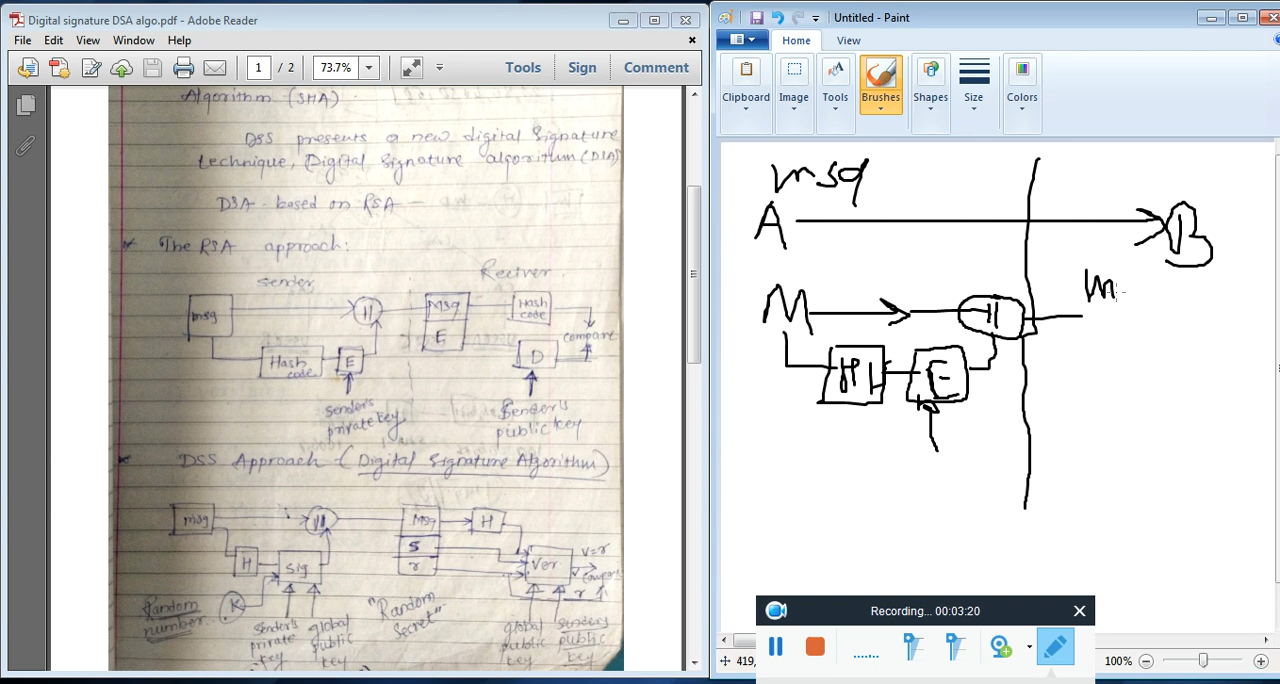 Digital signature DSA algo.pdf - Adobe Reader
File Edit View Window Help
1 / 2 73.7% Tools Sign Comment
Algorithm (SHA).
DSS presents a new digital Signature
technique, Digital Signature algorithm (DSA)
DSA based on RSA -
* The RSA approach:
sender Reciver
msg || Msg Hash code
Hash code E E D compare
sender's private key Sender's public key
DSS Approach - (Digital Signature Algorithm)
msg || Msg H
H Sig S Ver v=r
K r r Compare
Random number sender's private key global public key "Random Secret" global public key senders public key
Untitled - Paint
Home View
Clipboard Image Tools Brushes Shapes Size Colors
msg
A B
M || m
H E
Recording... 00:03:20
419,
100%